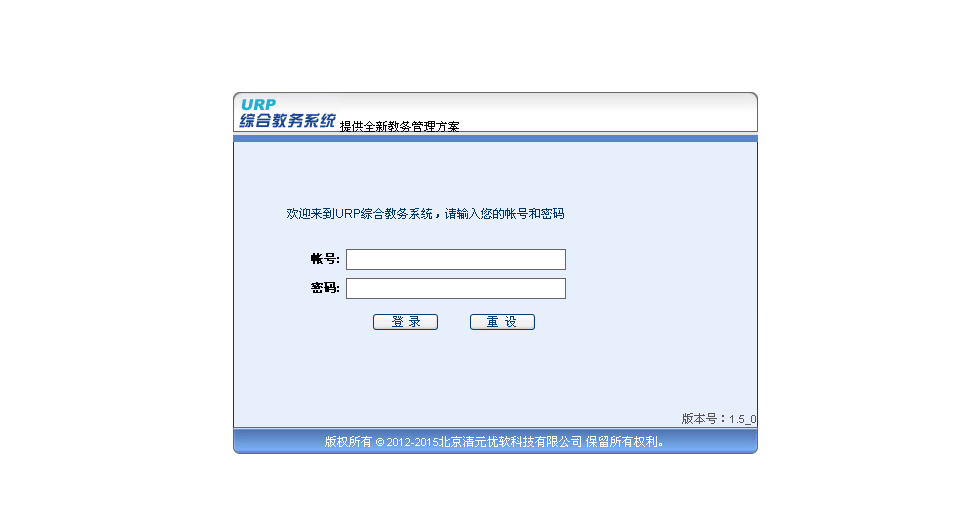 URP
综合教务系统 提供全新教务管理方案
欢迎来到URP综合教务系统，请输入您的帐号和密码
帐号:
密码:
登 录 重 设
版本号：1.5_0
版权所有 © 2012-2015北京清元优软科技有限公司 保留所有权利。